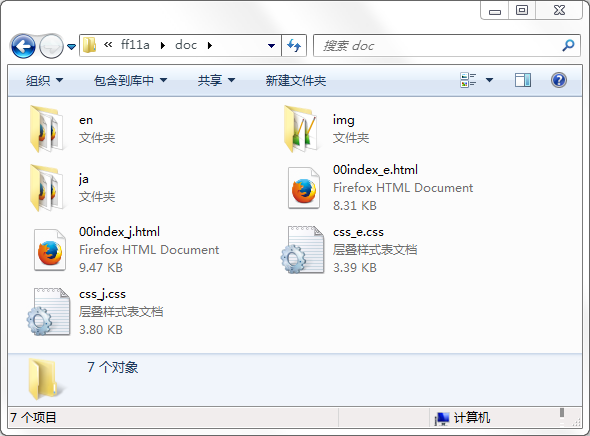 « ff11a ▸ doc ▸
搜索 doc
组织 包含到库中 共享 新建文件夹
en
文件夹
img
文件夹
ja
文件夹
00index_e.html
Firefox HTML Document
8.31 KB
00index_j.html
Firefox HTML Document
9.47 KB
css_e.css
层叠样式表文档
3.39 KB
css_j.css
层叠样式表文档
3.80 KB
7 个对象
7 个项目
计算机